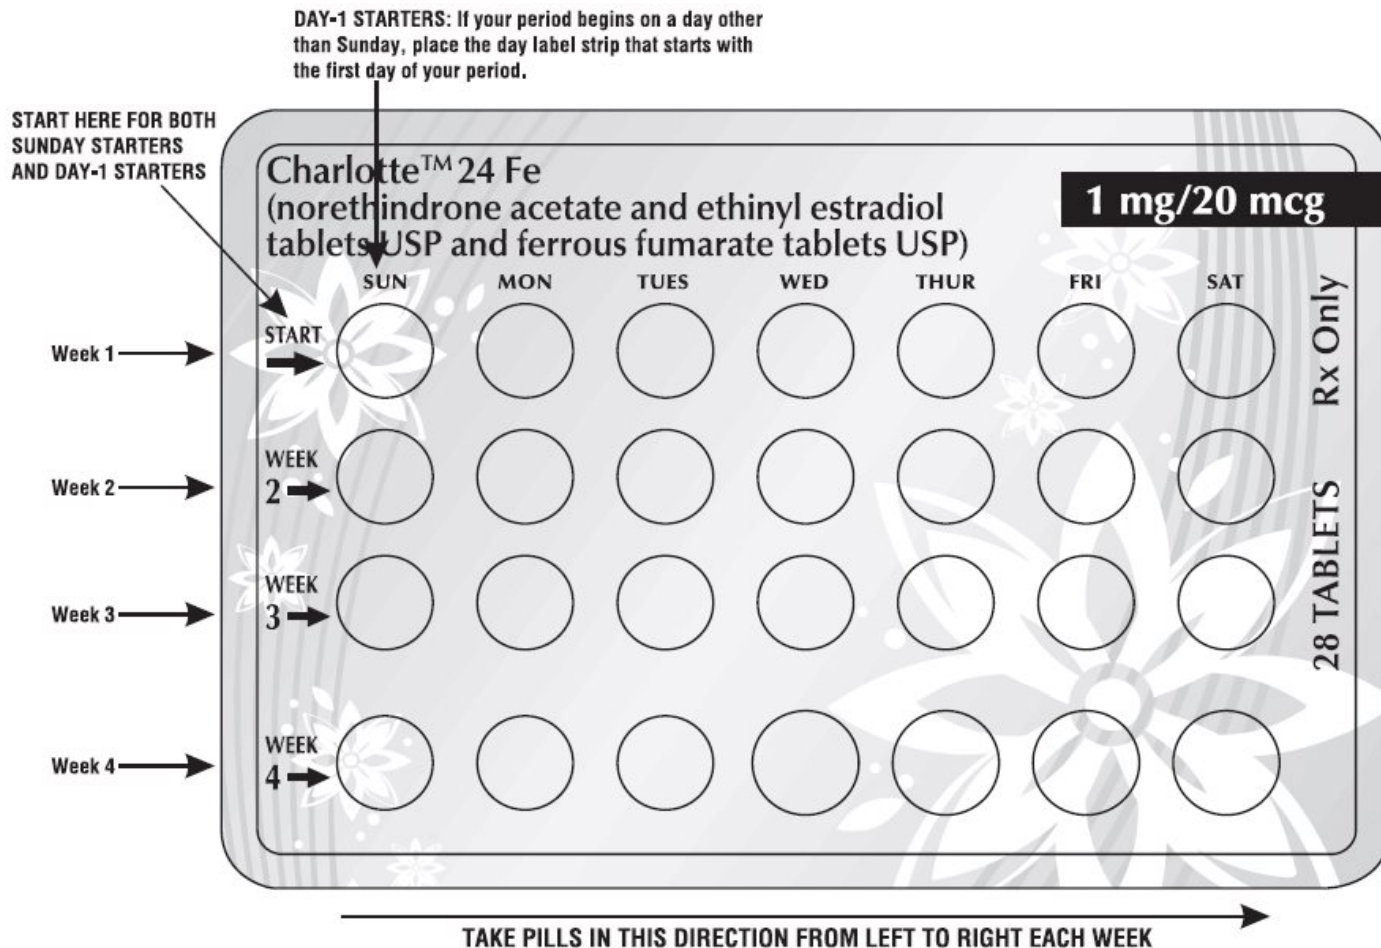 DAY-1 STARTERS: If your period begins on a day other
than Sunday, place the day label strip that starts with
the first day of your period.
START HERE FOR BOTH
SUNDAY STARTERS
AND DAY-1 STARTERS
Charlotte™ 24 Fe
(norethindrone acetate and ethinyl estradiol
tablets USP and ferrous fumarate tablets USP)
1 mg/20 mcg
SUN MON TUES WED THUR FRI SAT
Week 1
START
Rx Only
Week 2
WEEK
2
Week 3
WEEK
3
28 TABLETS
Week 4
WEEK
4
TAKE PILLS IN THIS DIRECTION FROM LEFT TO RIGHT EACH WEEK